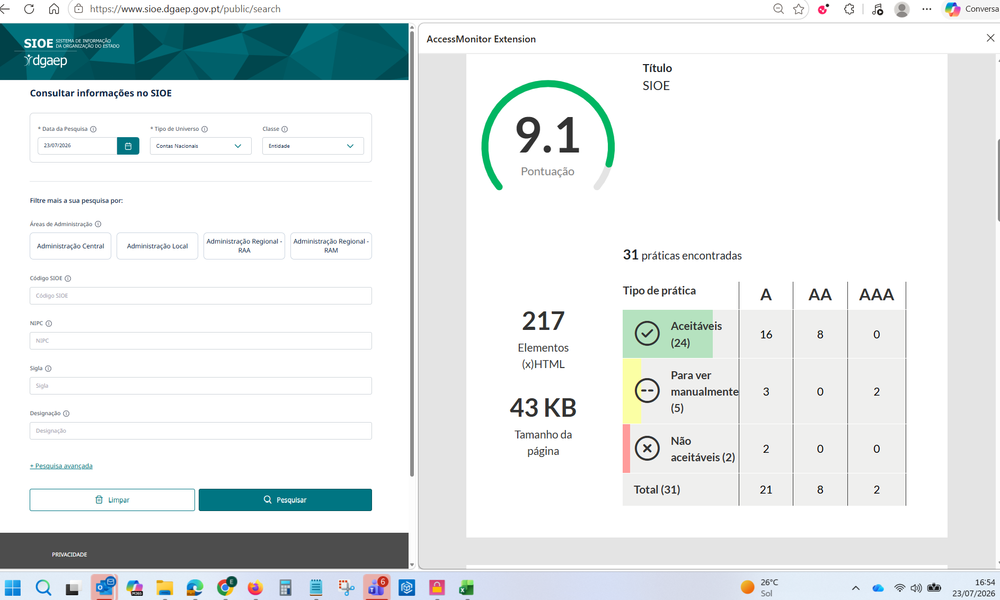 https://www.sioe.dgaep.gov.pt/public/search
Conversa
SIOE SISTEMA DE INFORMAÇÃO
DA ORGANIZAÇÃO DO ESTADO
dgaep
Consultar informações no SIOE
* Data da Pesquisa
* Tipo de Universo
Classe
23/07/2026
Contas Nacionais
Entidade
Filtre mais a sua pesquisa por:
Áreas de Administração
Administração Central
Administração Local
Administração Regional -
RAA
Administração Regional -
RAM
Código SIOE
Código SIOE
NIPC
NIPC
Sigla
Sigla
Designação
Designação
+ Pesquisa avançada
Limpar
Pesquisar
PRIVACIDADE
AccessMonitor Extension
Título
SIOE
9.1
Pontuação
217
Elementos
(x)HTML
43 KB
Tamanho da
página
31 práticas encontradas
Tipo de prática A AA AAA
Aceitáveis
(24) 16 8 0
Para ver
manualmente
(5) 3 0 2
Não
aceitáveis (2) 2 0 0
Total (31) 21 8 2
M365
E
6
26°C
Sol
16:54
23/07/2026